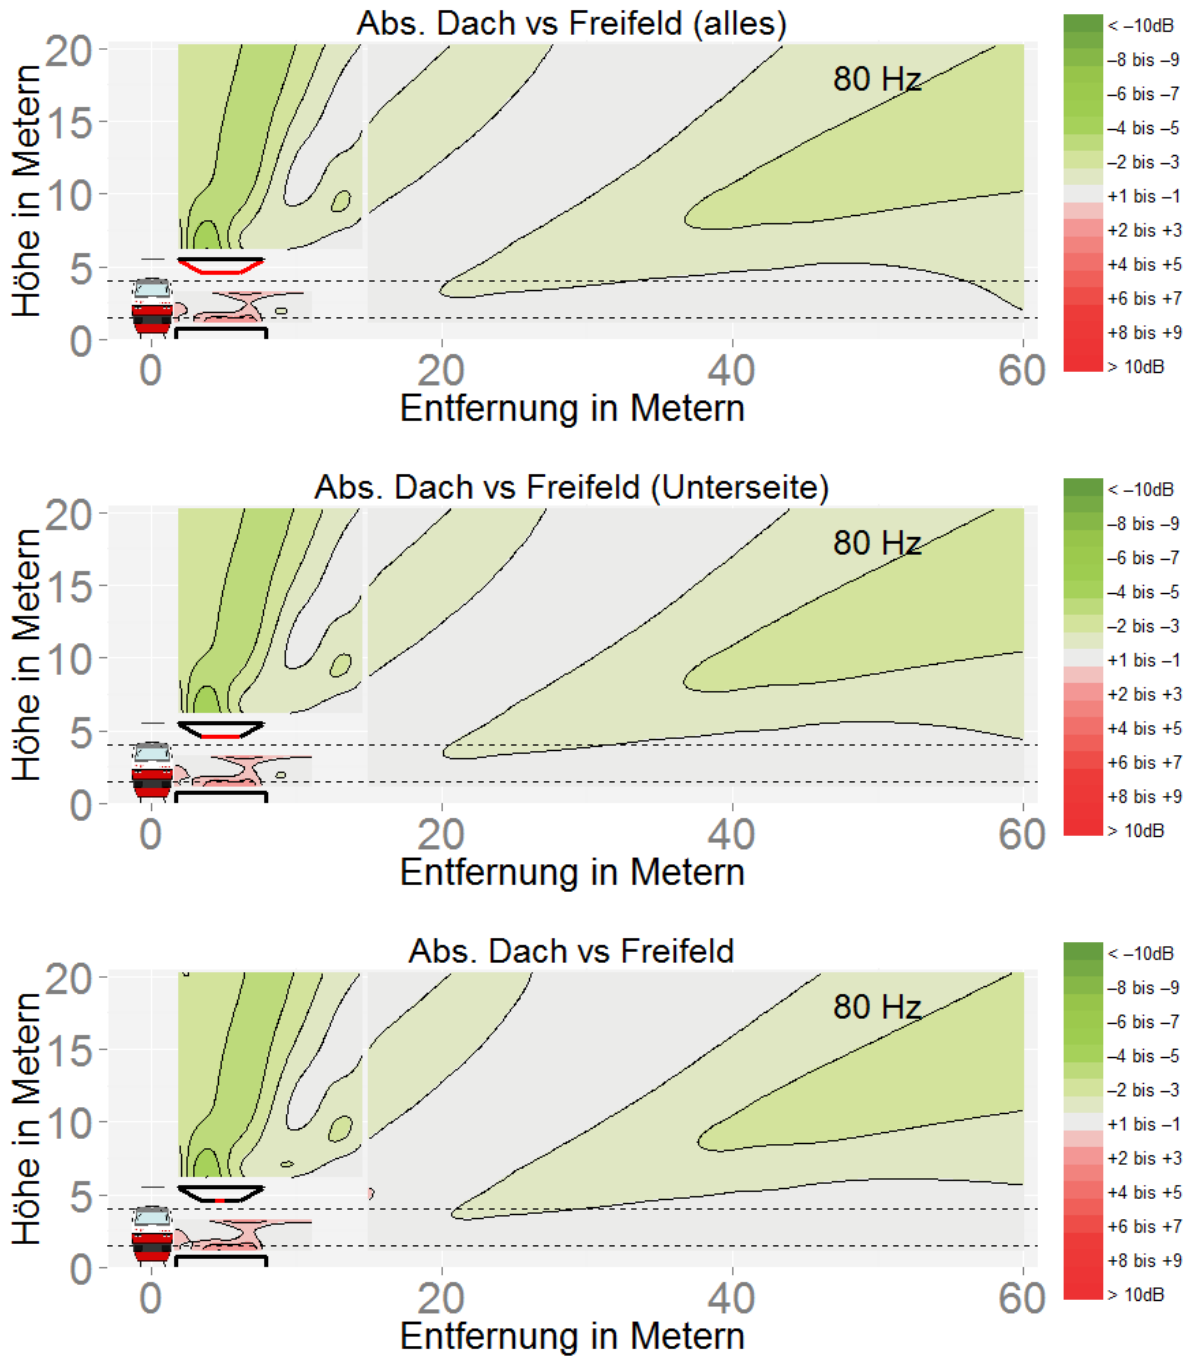 Abs. Dach vs Freifeld (alles)
80 Hz
Höhe in Metern
20
15
10
5
0
0 20 40 60
Entfernung in Metern
< –10dB
–8 bis –9
–6 bis –7
–4 bis –5
–2 bis –3
+1 bis –1
+2 bis +3
+4 bis +5
+6 bis +7
+8 bis +9
> 10dB
Abs. Dach vs Freifeld (Unterseite)
80 Hz
Höhe in Metern
20
15
10
5
0
0 20 40 60
Entfernung in Metern
< –10dB
–8 bis –9
–6 bis –7
–4 bis –5
–2 bis –3
+1 bis –1
+2 bis +3
+4 bis +5
+6 bis +7
+8 bis +9
> 10dB
Abs. Dach vs Freifeld
80 Hz
Höhe in Metern
20
15
10
5
0
0 20 40 60
Entfernung in Metern
< –10dB
–8 bis –9
–6 bis –7
–4 bis –5
–2 bis –3
+1 bis –1
+2 bis +3
+4 bis +5
+6 bis +7
+8 bis +9
> 10dB